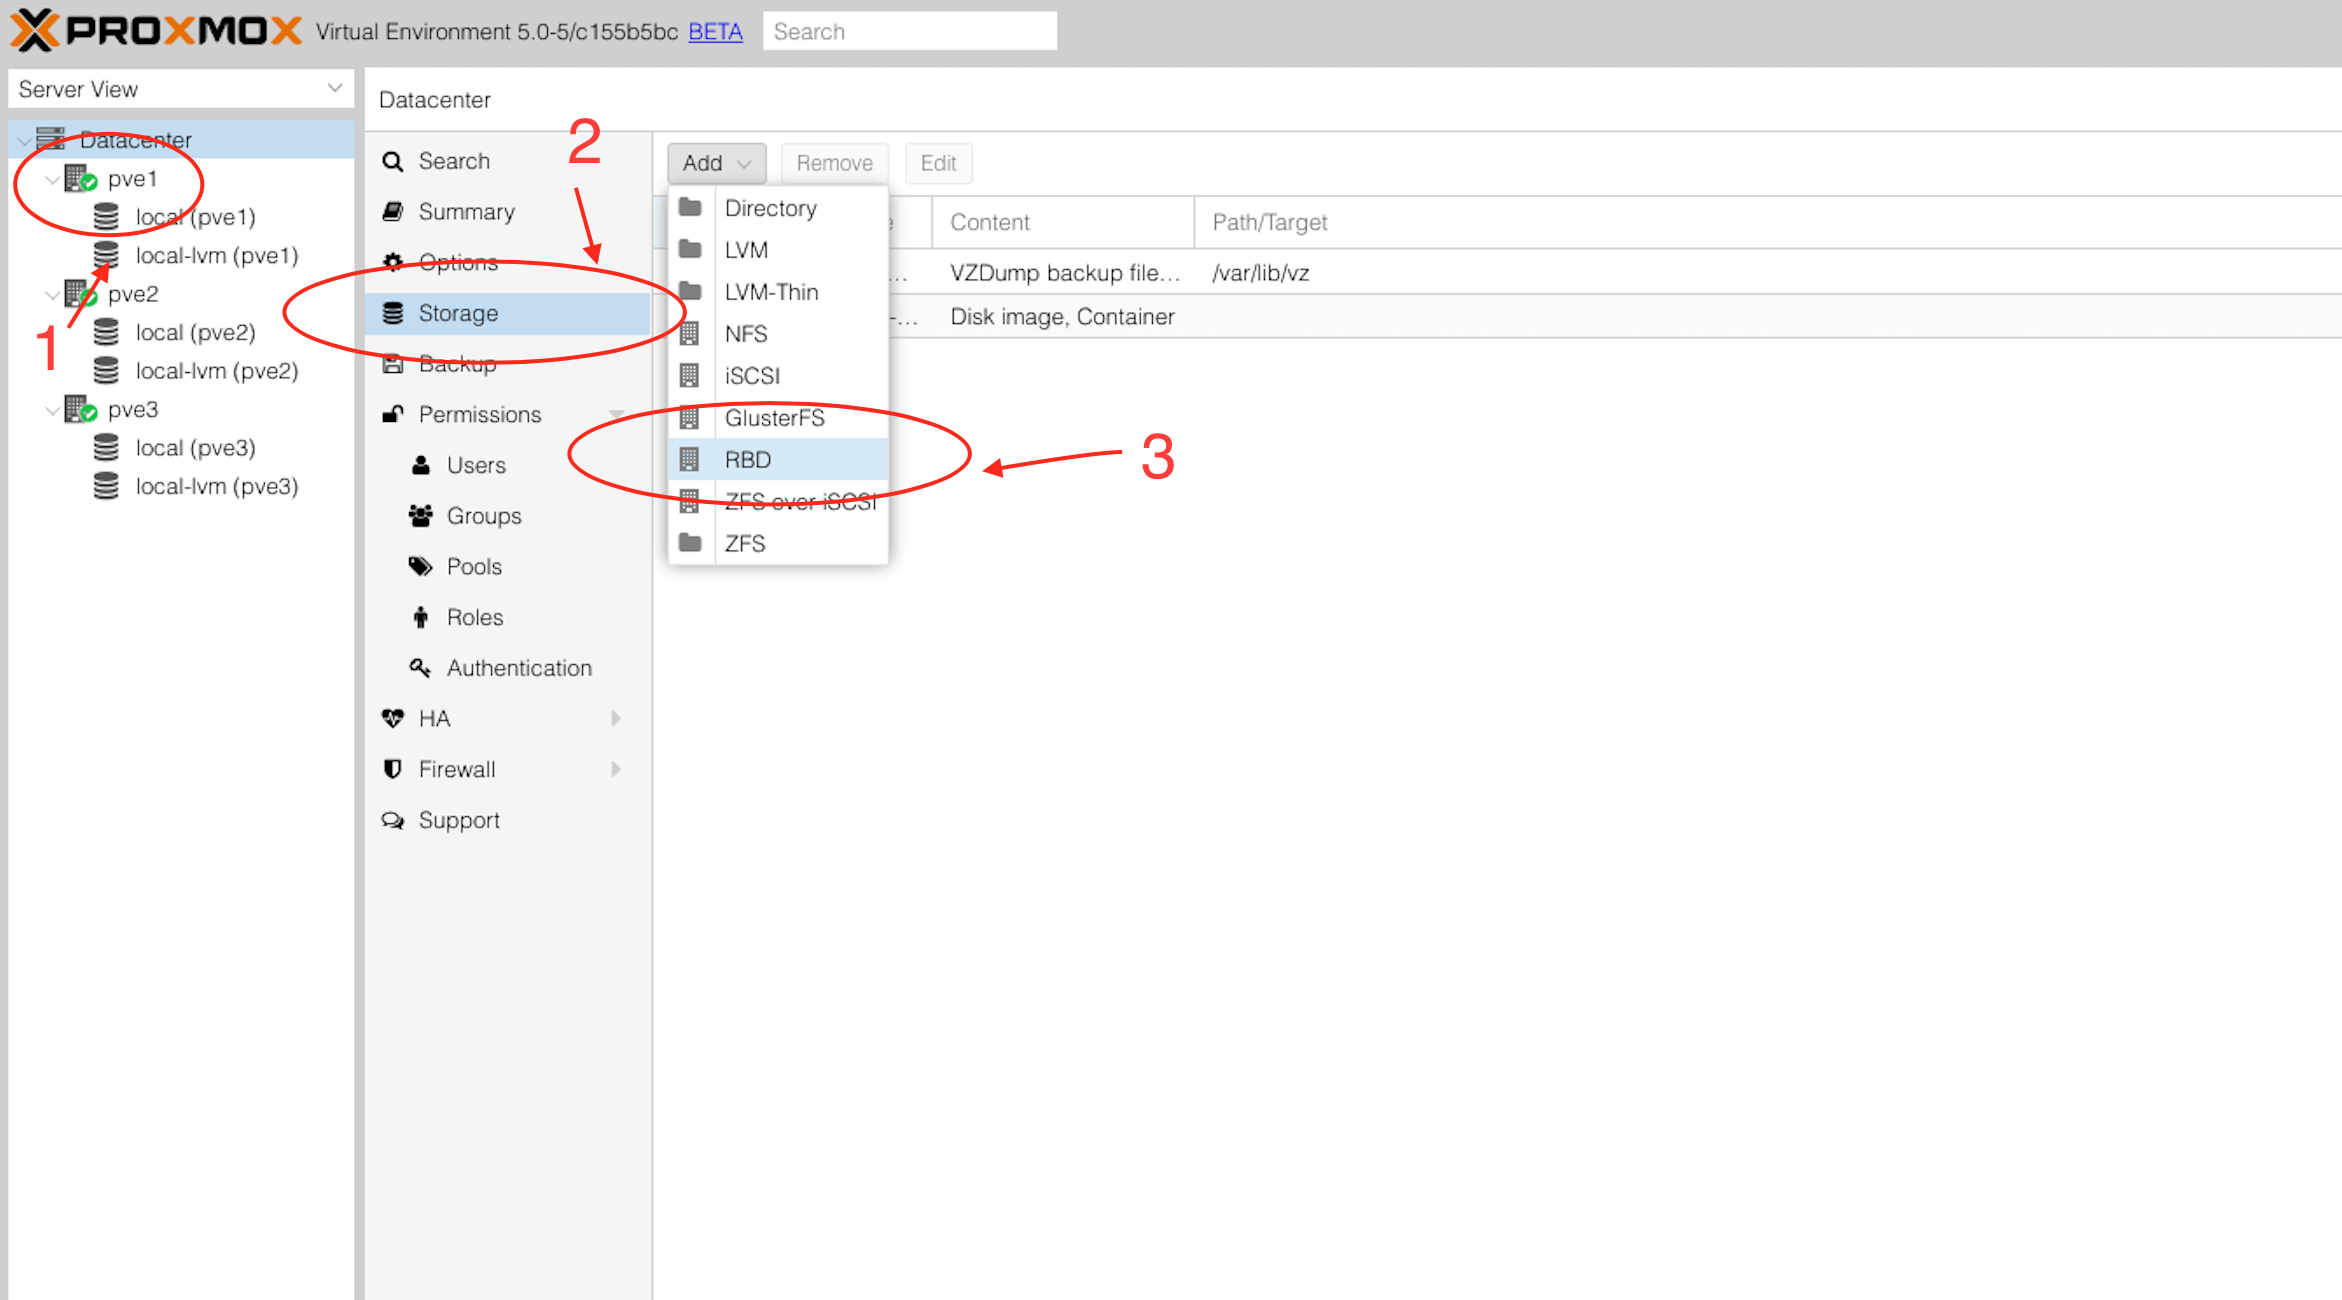 PROXMOX Virtual Environment 5.0-5/c155b5bc BETA Search
Server View
Datacenter
pve1
local (pve1)
local-lvm (pve1)
pve2
local (pve2)
local-lvm (pve2)
pve3
local (pve3)
local-lvm (pve3)
1
Datacenter
2
Search
Summary
Options
Storage
Backup
Permissions
Users
Groups
Pools
Roles
Authentication
HA
Firewall
Support
Add Remove Edit
Directory
LVM
LVM-Thin
NFS
iSCSI
GlusterFS
RBD
ZFS over iSCSI
ZFS
3
e Content Path/Target
... VZDump backup file... /var/lib/vz
-... Disk image, Container